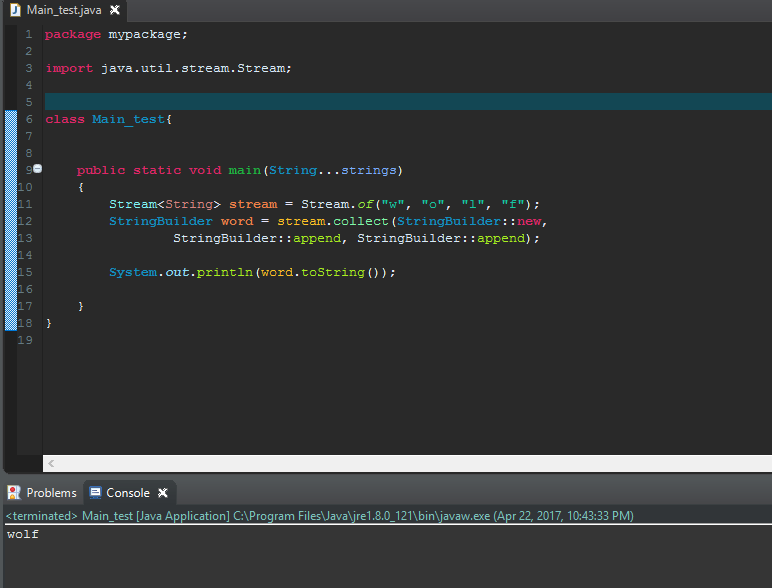 Main_test.java
1 package mypackage;
2
3 import java.util.stream.Stream;
4
5
6 class Main_test{
7
8
9 public static void main(String...strings)
10 {
11 Stream<String> stream = Stream.of("w", "o", "l", "f");
12 StringBuilder word = stream.collect(StringBuilder::new,
13 StringBuilder::append, StringBuilder::append);
14
15 System.out.println(word.toString());
16
17 }
18 }
19
Problems Console
<terminated> Main_test [Java Application] C:\Program Files\Java\jre1.8.0_121\bin\javaw.exe (Apr 22, 2017, 10:43:33 PM)
wolf